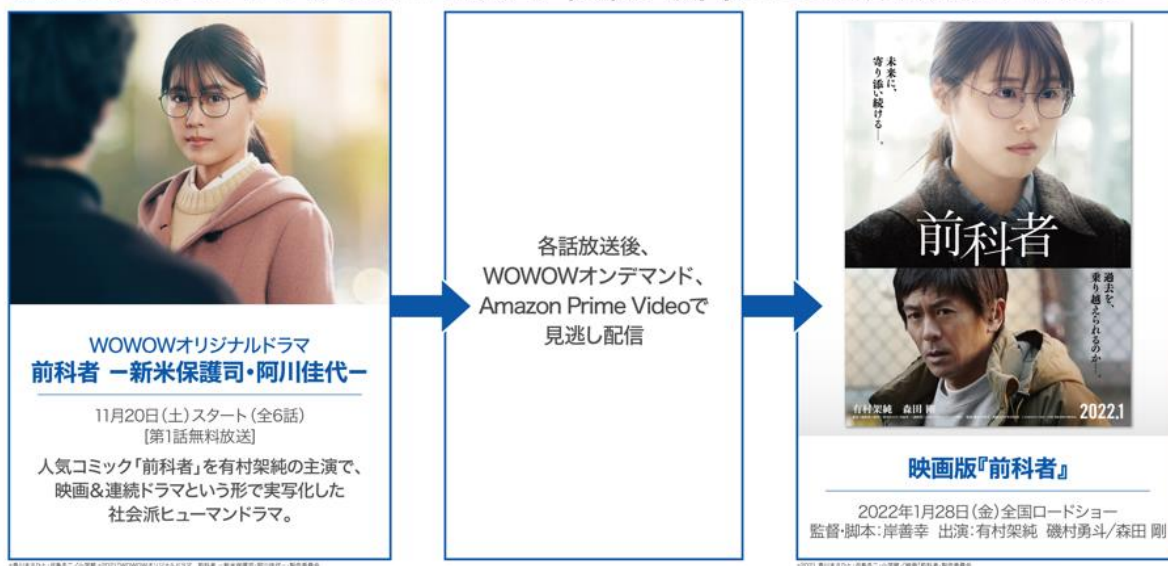 WOWOWオリジナルドラマ
前科者 ー新米保護司・阿川佳代ー
11月20日(土)スタート(全6話)
[第1話無料放送]
人気コミック「前科者」を有村架純の主演で、
映画&連続ドラマという形で実写化した
社会派ヒューマンドラマ。
各話放送後、
WOWOWオンデマンド、
Amazon Prime Videoで
見逃し配信
未来に、
寄り添い続ける―。
前科者
過去を、
乗り越えられるのか―。
有村架純 森田 剛
2022.1
映画版『前科者』
2022年1月28日(金)全国ロードショー
監督・脚本:岸善幸 出演:有村架純 磯村勇斗/森田 剛